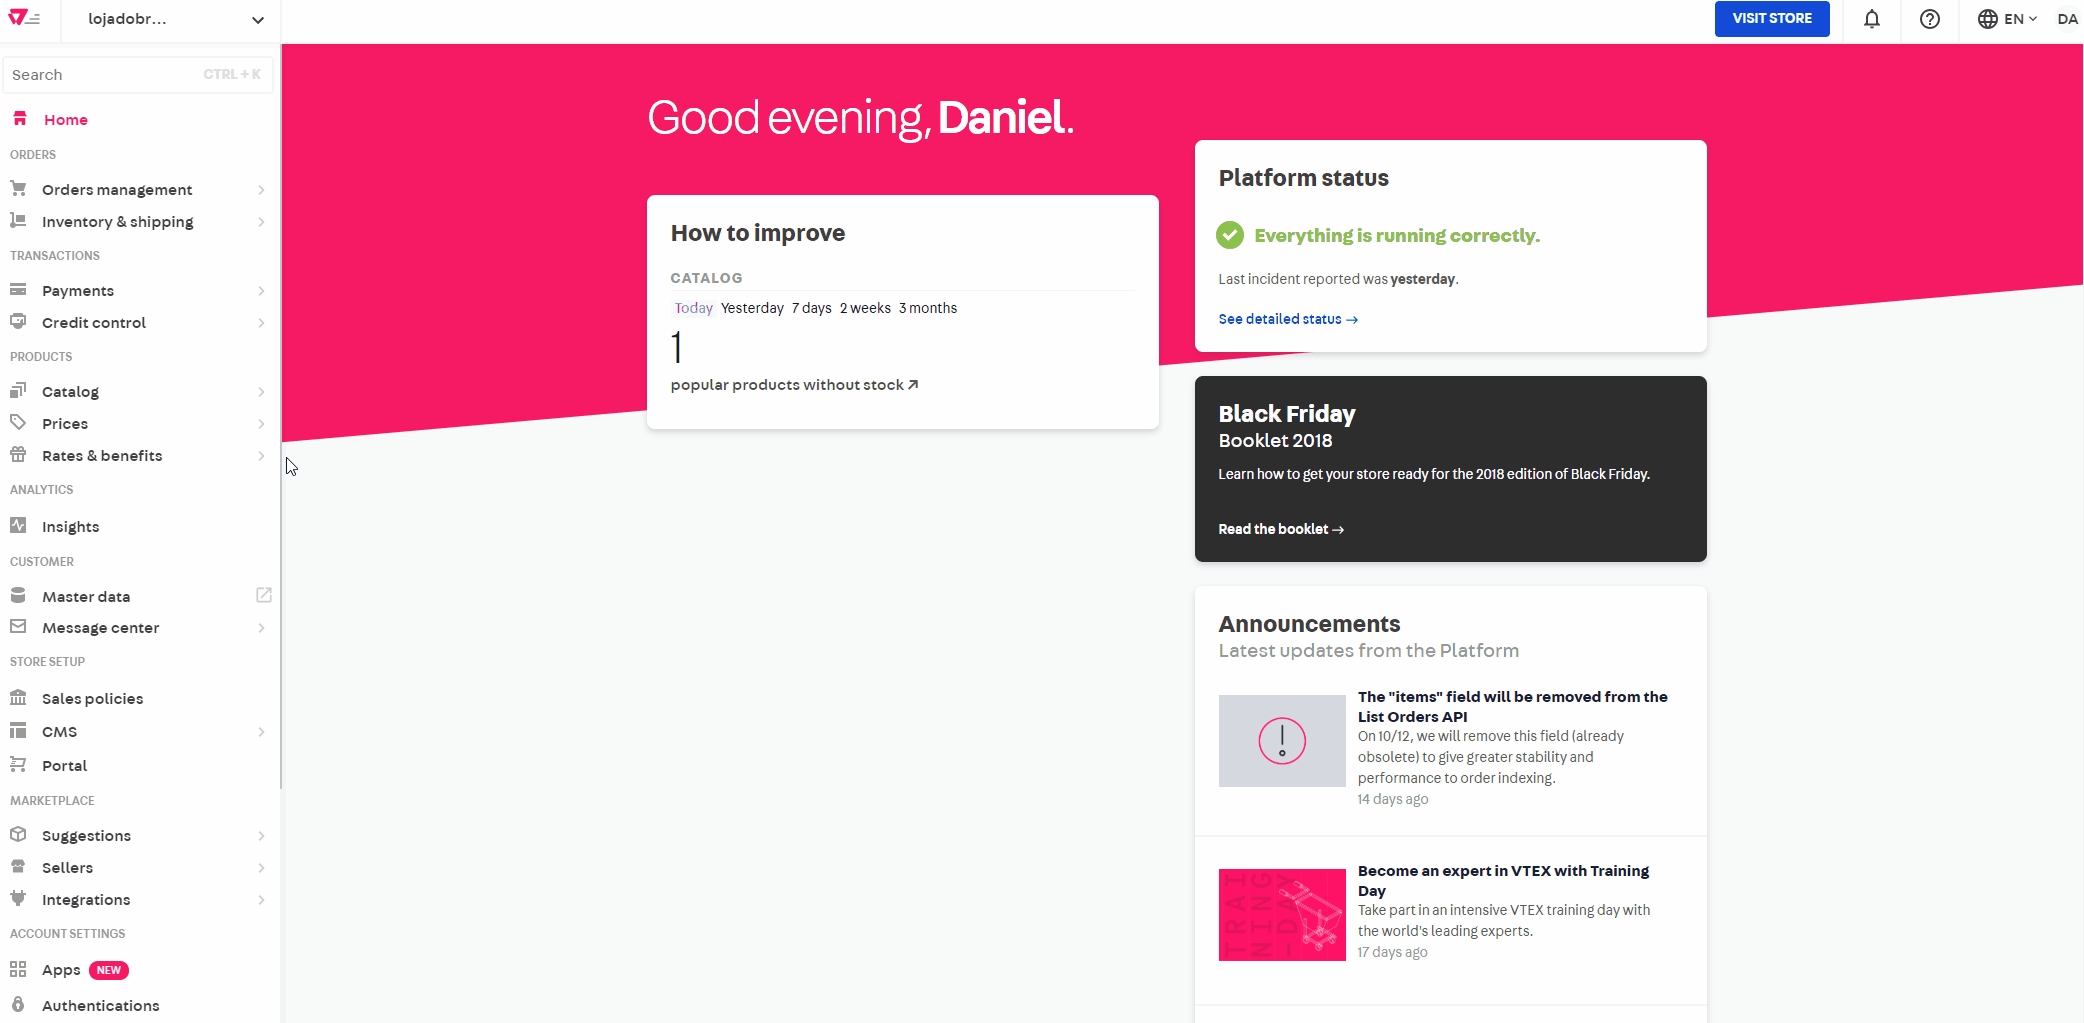 lojadobr...
VISIT STORE
EN
DA
Search
CTRL + K
Home
ORDERS
Orders management
Inventory & shipping
TRANSACTIONS
Payments
Credit control
PRODUCTS
Catalog
Prices
Rates & benefits
ANALYTICS
Insights
CUSTOMER
Master data
Message center
STORE SETUP
Sales policies
CMS
Portal
MARKETPLACE
Suggestions
Sellers
Integrations
ACCOUNT SETTINGS
Apps NEW
Authentications
Good evening, Daniel.
How to improve
CATALOG
Today Yesterday 7 days 2 weeks 3 months
1
popular products without stock
Platform status
Everything is running correctly.
Last incident reported was yesterday.
See detailed status →
Black Friday
Booklet 2018
Learn how to get your store ready for the 2018 edition of Black Friday.
Read the booklet →
Announcements
Latest updates from the Platform
The "items" field will be removed from the
List Orders API
On 10/12, we will remove this field (already
obsolete) to give greater stability and
performance to order indexing.
14 days ago
TRAI
NING
-DAY
Become an expert in VTEX with Training
Day
Take part in an intensive VTEX training day with
the world's leading experts.
17 days ago